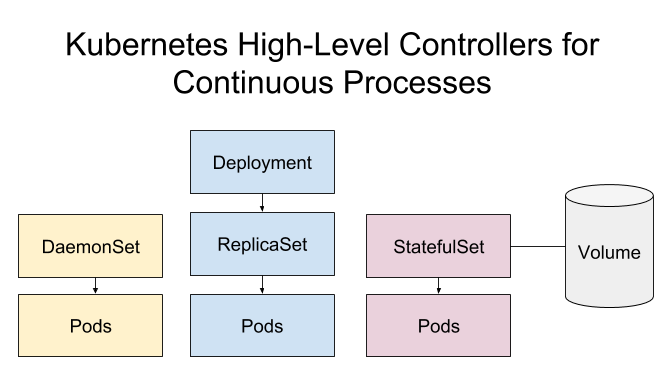 Kubernetes High-Level Controllers for
Continuous Processes
Deployment
DaemonSet
ReplicaSet
StatefulSet
Volume
Pods
Pods
Pods